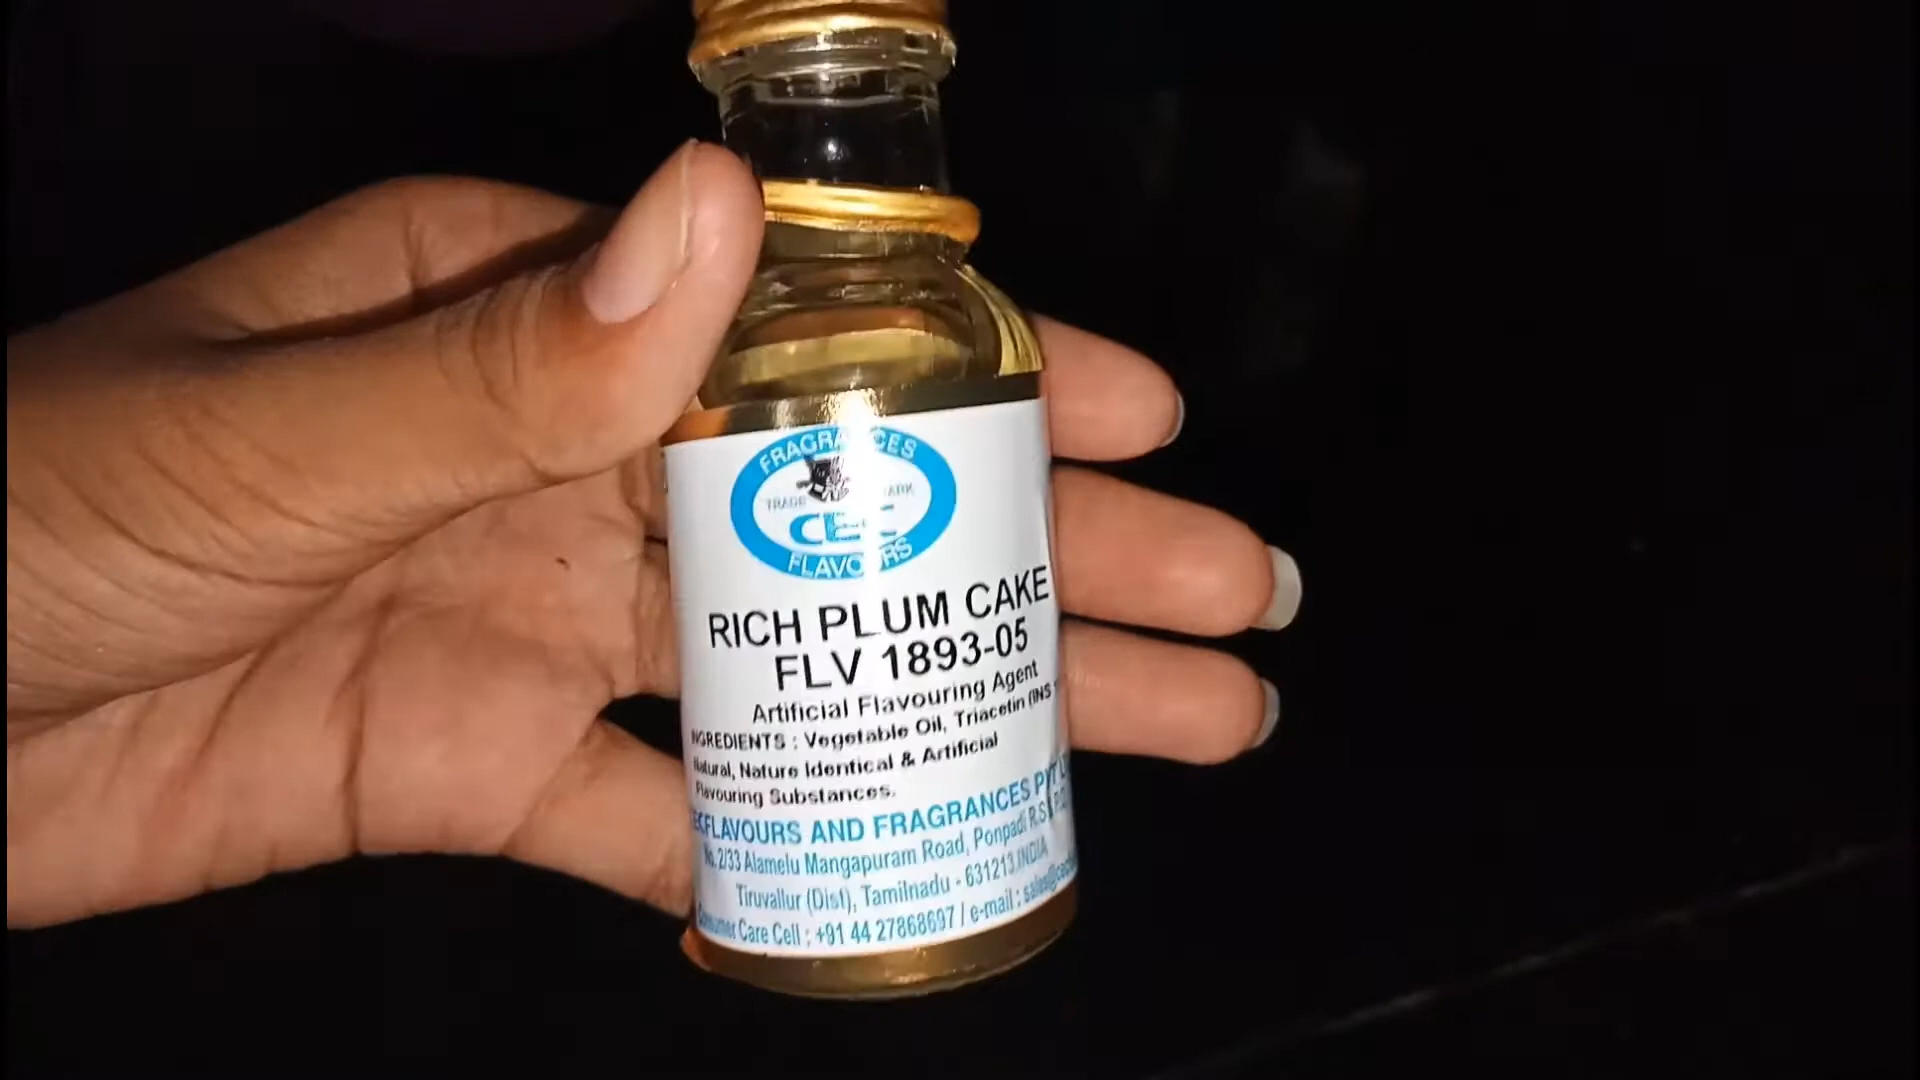 FRAGRANCES
TRADE MARK
FLAVOURS
RICH PLUM CAKE
FLV 1893-05
Artificial Flavouring Agent
INGREDIENTS : Vegetable Oil, Triacetin (INS
Natural, Nature Identical & Artificial
Flavouring Substances.
FLAVOURS AND FRAGRANCES PVT
No. 2/33 Alamelu Mangapuram Road, Ponpadi R.S
Tiruvallur (Dist), Tamilnadu - 631213.INDIA
Consumer Care Cell : +91 44 27868697 / e-mail :